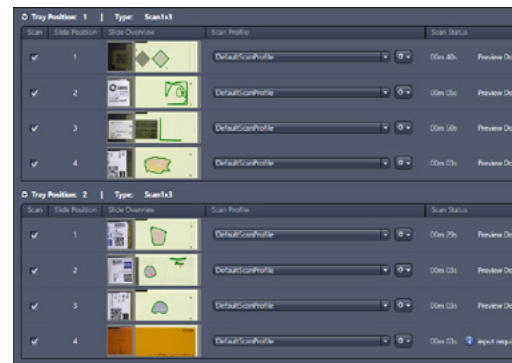 Tray Position: 1 | Type: Scan1x3
Scan Slide Position Slide Overview Scan Profile Scan Status
1 DefaultScanProfile 00m 40s Preview Do
2 DefaultScanProfile Preview Do
3 DefaultScanProfile 00m 50s Preview Do
4 DefaultScanProfile 00m 03s Preview Do
Tray Position: 2 | Type: Scan1x3
Scan Slide Position Slide Overview Scan Profile Scan Status
1 DefaultScanProfile 00m 29s Preview Do
2 DefaultScanProfile 00m 03s Preview Do
3 DefaultScanProfile 00m 03s Preview Do
4 DefaultScanProfile 00m 03s input requi